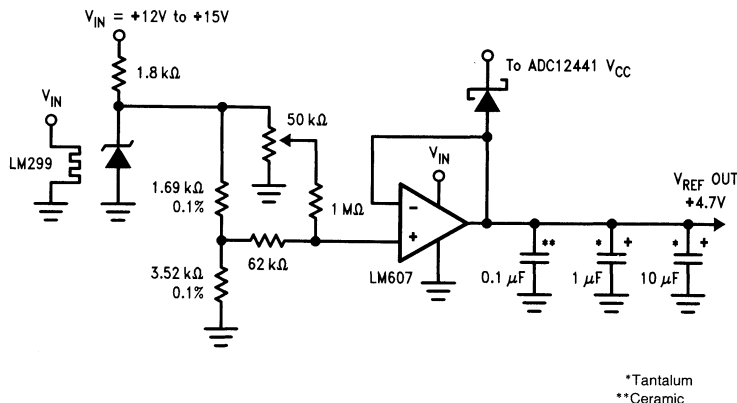 V_IN = +12V to +15V
1.8 kΩ
V_IN
LM299
50 kΩ
1.69 kΩ
0.1%
1 MΩ
62 kΩ
3.52 kΩ
0.1%
To ADC12441 V_CC
V_IN
-
+
LM607
V_REF OUT
+4.7V
**
0.1 μF
* +
1 μF
* +
10 μF
*Tantalum
**Ceramic